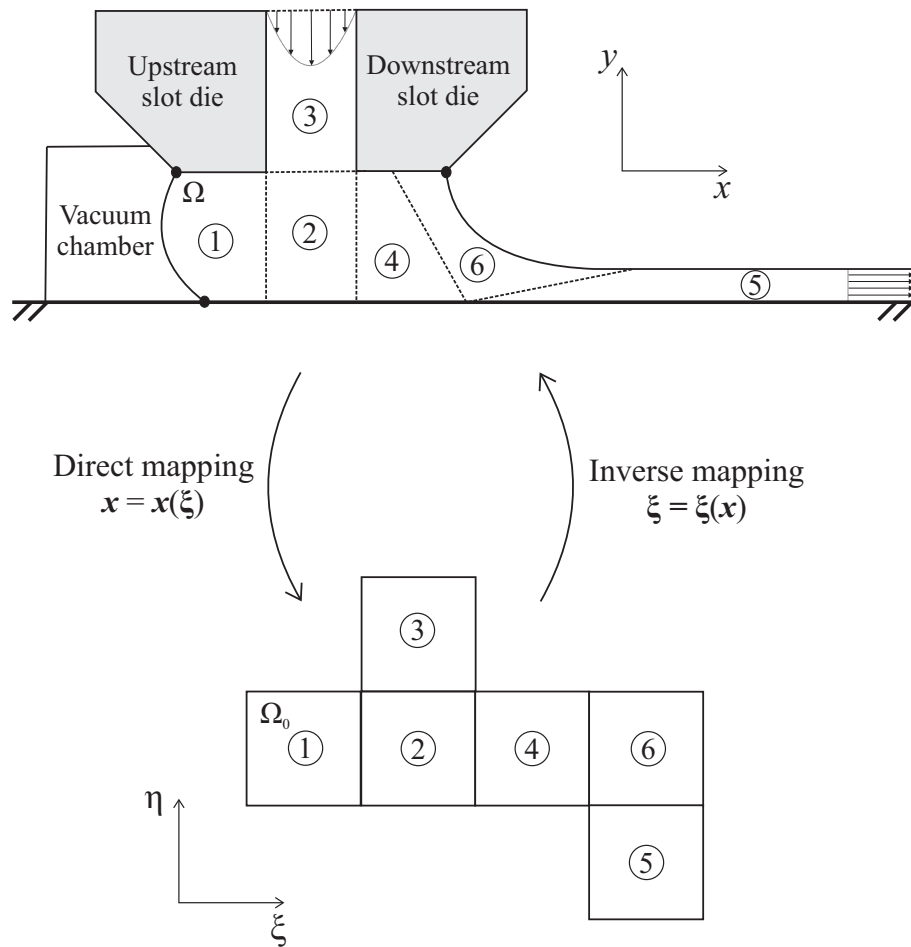 Upstream
slot die
Downstream
slot die
3
y
x
Ω
Vacuum
chamber
1
2
4
6
5
Direct mapping
x = x(ξ)
Inverse mapping
ξ = ξ(x)
3
Ω₀
1
2
4
6
η
5
ξ